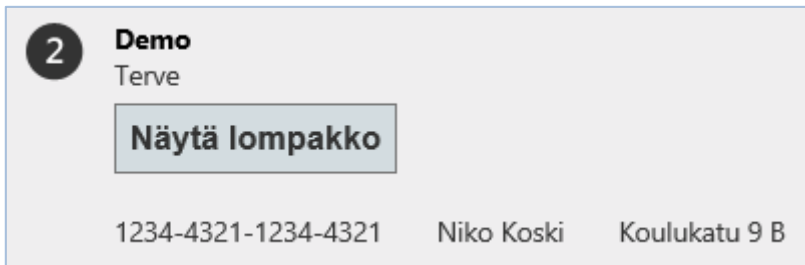 2
Demo
Terve
Näytä lompakko
1234-4321-1234-4321 Niko Koski Koulukatu 9 B